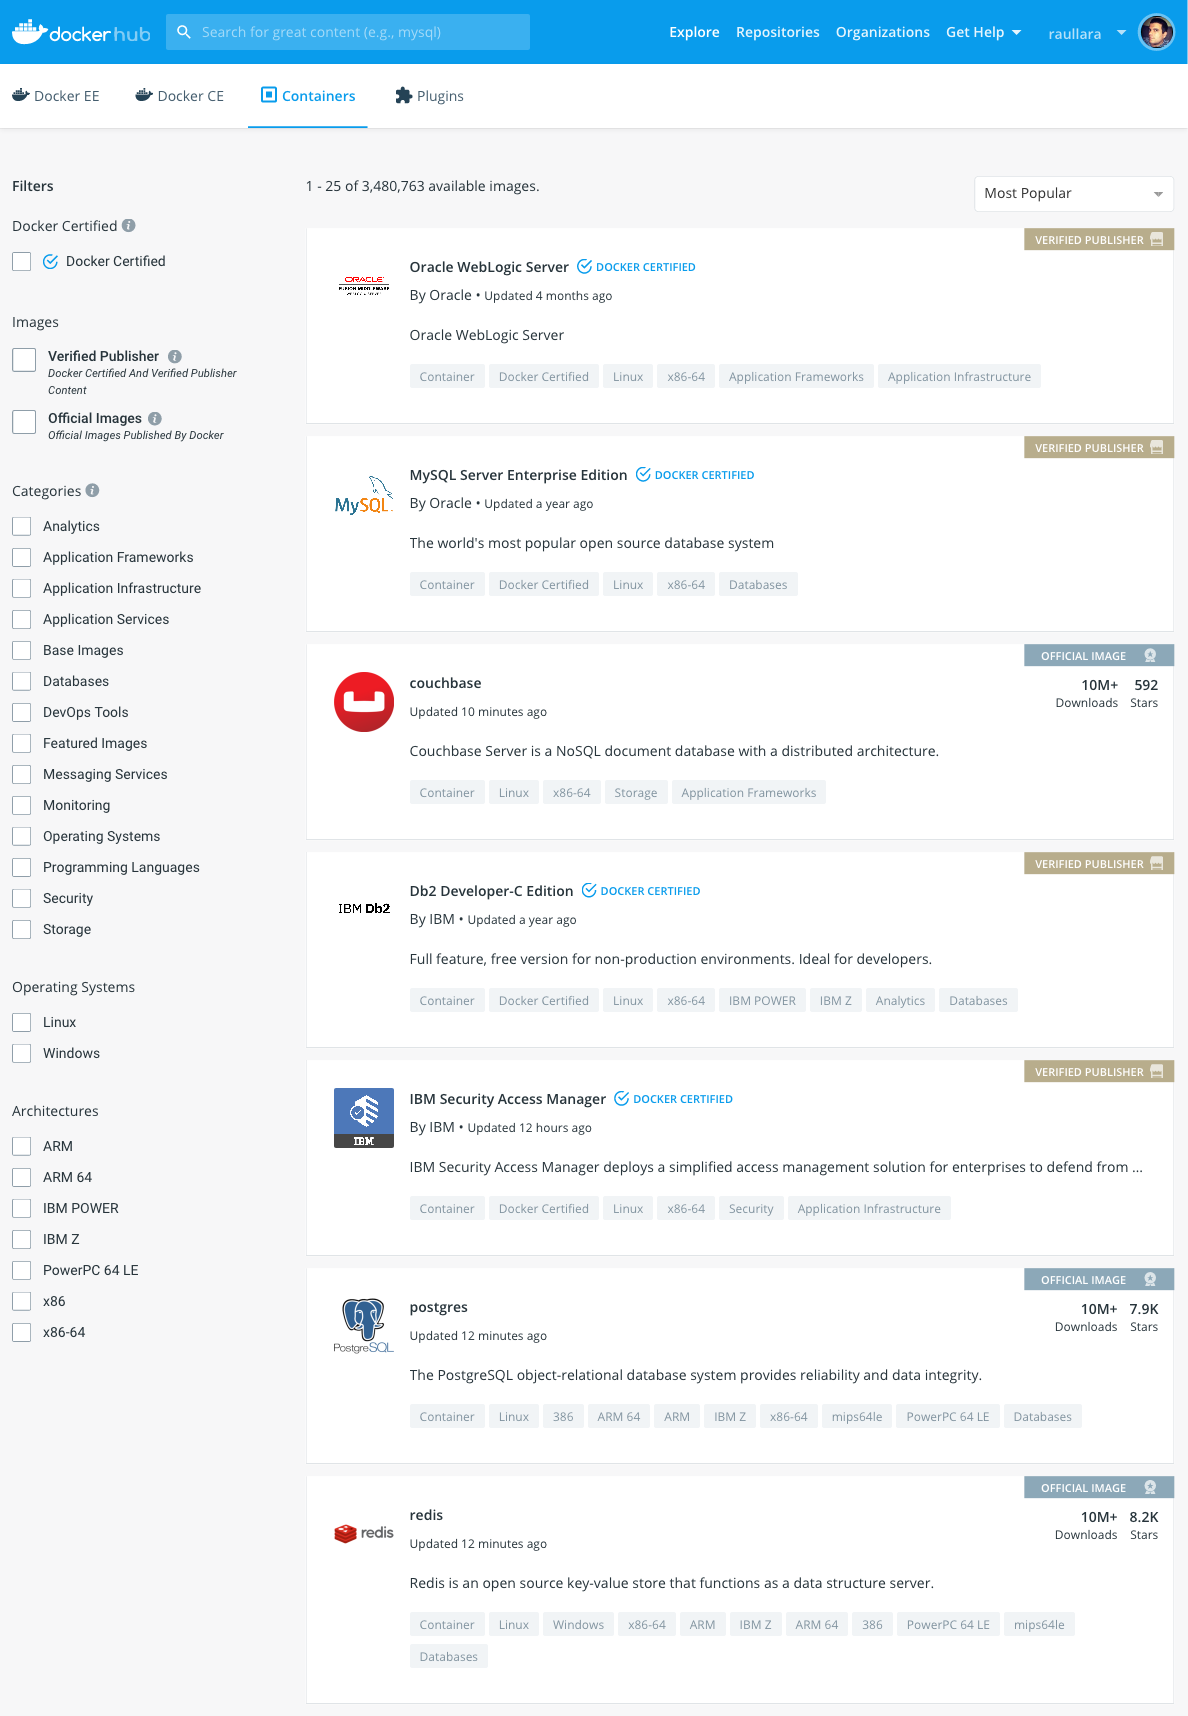 docker hub
Search for great content (e.g., mysql)
Explore
Repositories
Organizations
Get Help
raullara
Docker EE
Docker CE
Containers
Plugins
Filters
Docker Certified
Docker Certified
Images
Verified Publisher
Docker Certified And Verified Publisher
Content
Official Images
Official Images Published By Docker
Categories
Analytics
Application Frameworks
Application Infrastructure
Application Services
Base Images
Databases
DevOps Tools
Featured Images
Messaging Services
Monitoring
Operating Systems
Programming Languages
Security
Storage
Operating Systems
Linux
Windows
Architectures
ARM
ARM 64
IBM POWER
IBM Z
PowerPC 64 LE
x86
x86-64
1 - 25 of 3,480,763 available images.
Most Popular
VERIFIED PUBLISHER
ORACLE
Oracle WebLogic Server DOCKER CERTIFIED
By Oracle • Updated 4 months ago
Oracle WebLogic Server
Container Docker Certified Linux x86-64 Application Frameworks Application Infrastructure
VERIFIED PUBLISHER
MySQL
MySQL Server Enterprise Edition DOCKER CERTIFIED
By Oracle • Updated a year ago
The world's most popular open source database system
Container Docker Certified Linux x86-64 Databases
OFFICIAL IMAGE
couchbase
10M+ 592
Downloads Stars
Updated 10 minutes ago
Couchbase Server is a NoSQL document database with a distributed architecture.
Container Linux x86-64 Storage Application Frameworks
VERIFIED PUBLISHER
IBM Db2
Db2 Developer-C Edition DOCKER CERTIFIED
By IBM • Updated a year ago
Full feature, free version for non-production environments. Ideal for developers.
Container Docker Certified Linux x86-64 IBM POWER IBM Z Analytics Databases
VERIFIED PUBLISHER
IBM
IBM Security Access Manager DOCKER CERTIFIED
By IBM • Updated 12 hours ago
IBM Security Access Manager deploys a simplified access management solution for enterprises to defend from ...
Container Docker Certified Linux x86-64 Security Application Infrastructure
OFFICIAL IMAGE
PostgreSQL
postgres
10M+ 7.9K
Downloads Stars
Updated 12 minutes ago
The PostgreSQL object-relational database system provides reliability and data integrity.
Container Linux 386 ARM 64 ARM IBM Z x86-64 mips64le PowerPC 64 LE Databases
OFFICIAL IMAGE
redis
redis
10M+ 8.2K
Downloads Stars
Updated 12 minutes ago
Redis is an open source key-value store that functions as a data structure server.
Container Linux Windows x86-64 ARM IBM Z ARM 64 386 PowerPC 64 LE mips64le
Databases